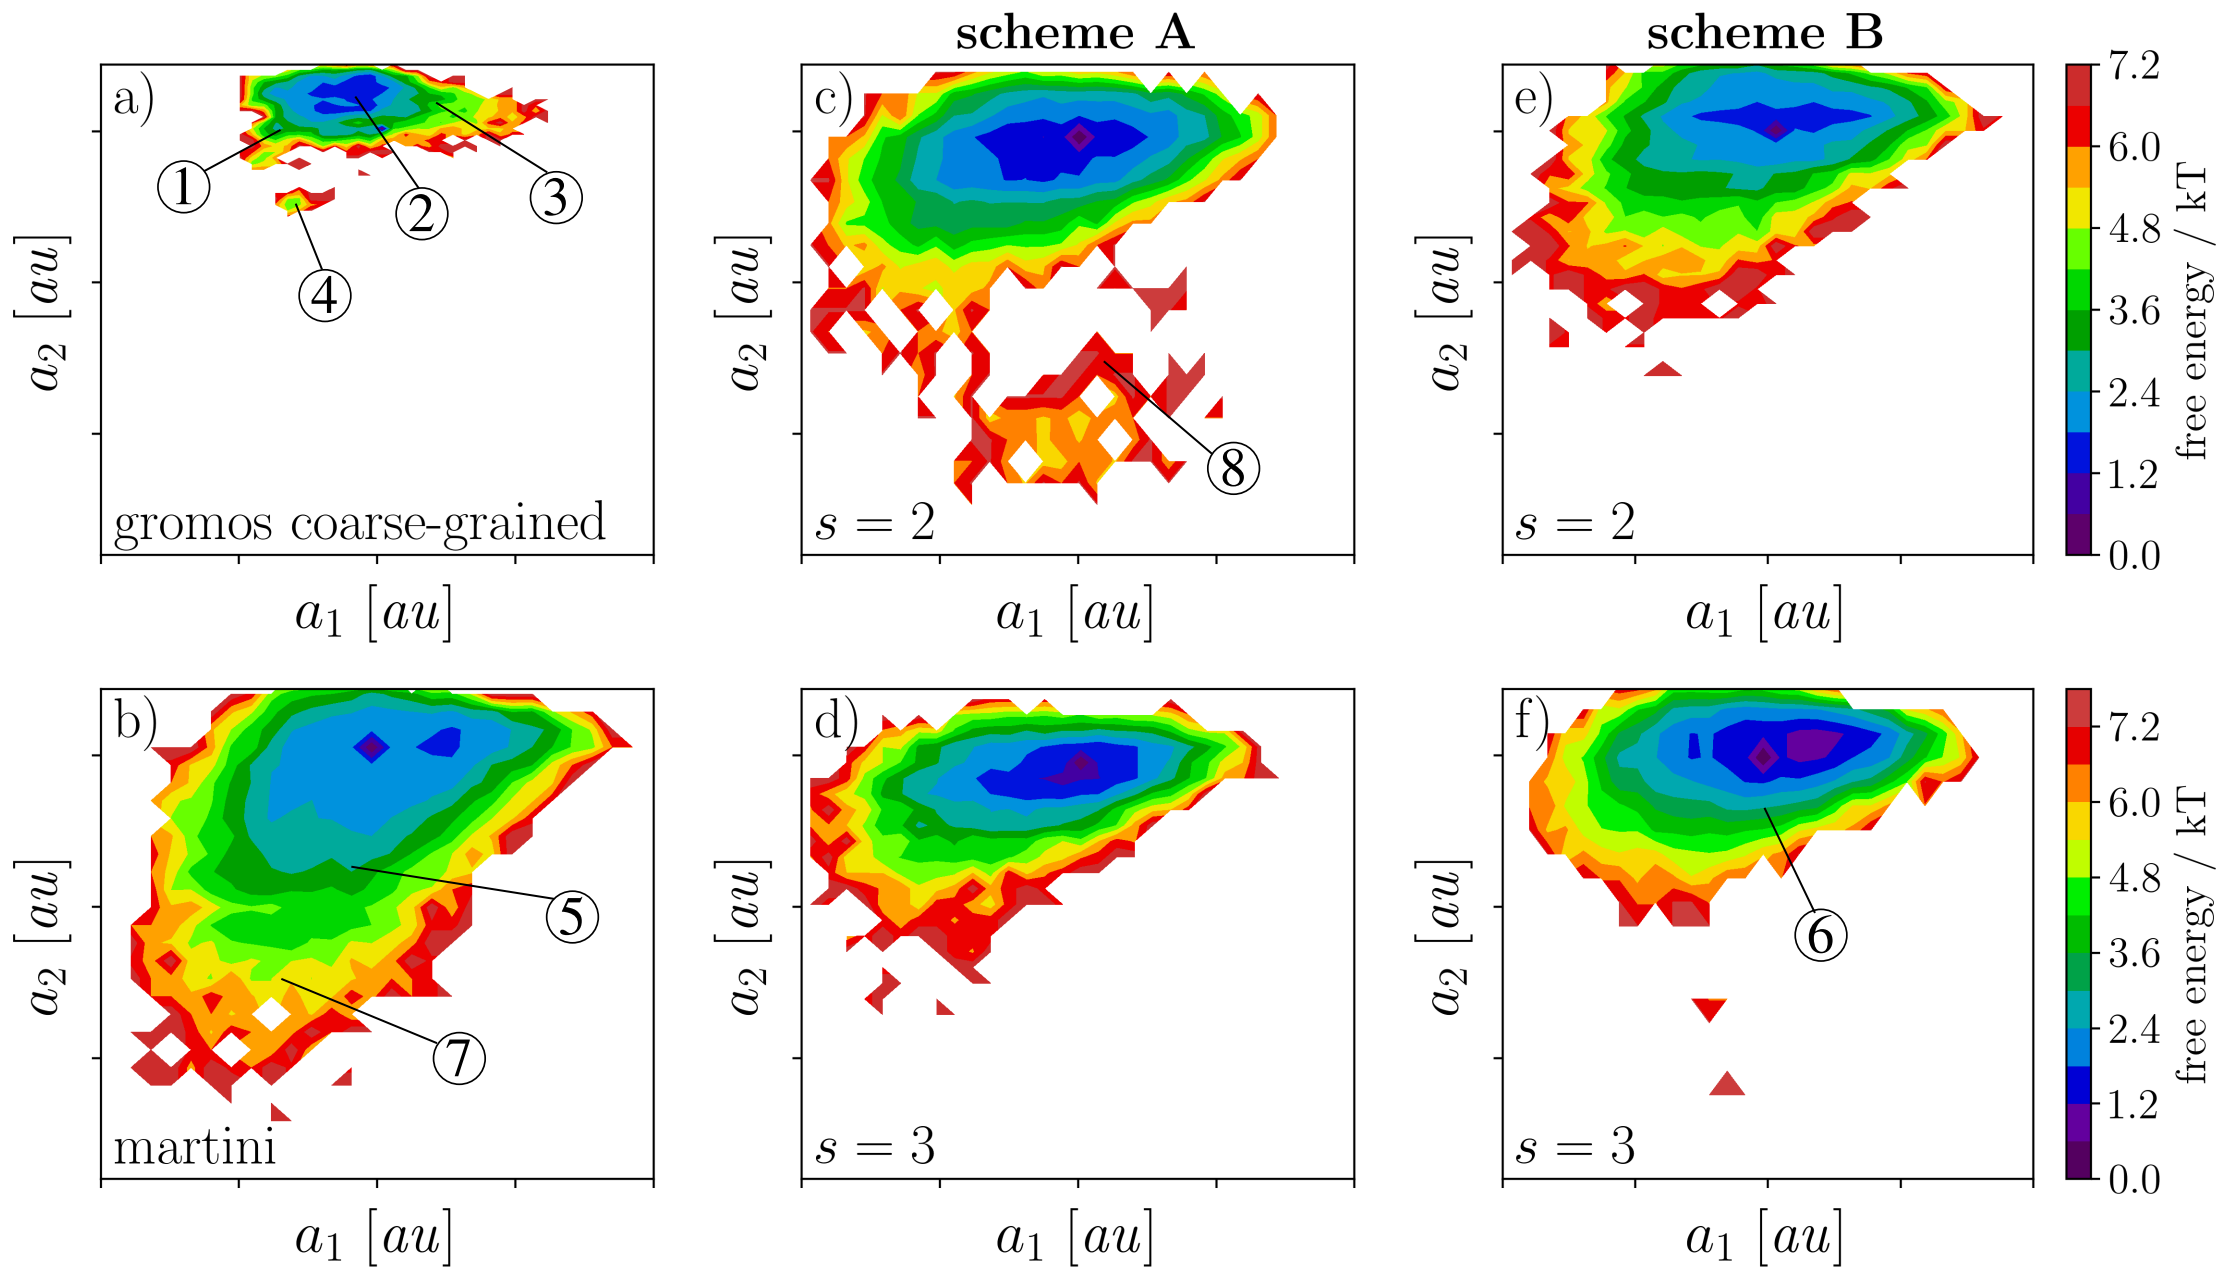 scheme A
scheme B
a)
1
2
3
4
gromos coarse-grained
a₂ [au]
a₁ [au]
c)
8
s = 2
a₂ [au]
a₁ [au]
e)
s = 2
a₂ [au]
a₁ [au]
7.2
6.0
4.8
3.6
2.4
1.2
0.0
free energy / kT
b)
5
7
martini
a₂ [au]
a₁ [au]
d)
s = 3
a₂ [au]
a₁ [au]
f)
6
s = 3
a₂ [au]
a₁ [au]
7.2
6.0
4.8
3.6
2.4
1.2
0.0
free energy / kT